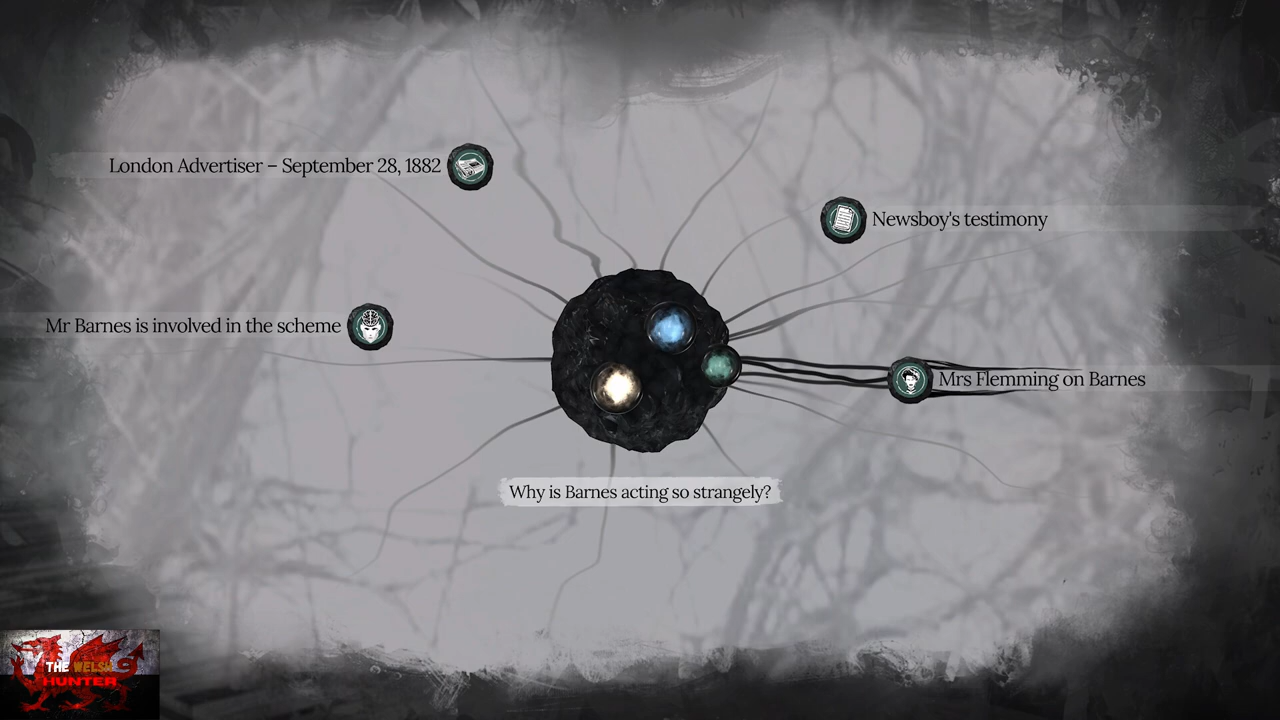 London Advertiser – September 28, 1882
Newsboy's testimony
Mr Barnes is involved in the scheme
Mrs Flemming on Barnes
Why is Barnes acting so strangely?
THE WELSH
HUNTER